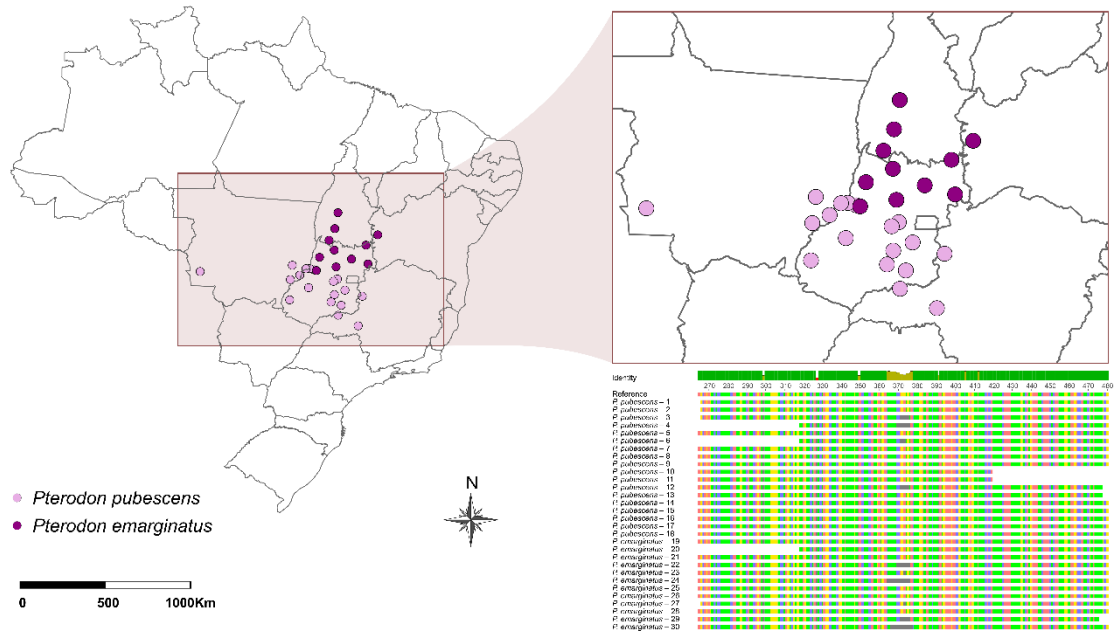 Pterodon pubescens
Pterodon emarginatus
N
0 500 1000Km
Identity
270 280 290 300 310 320 330 340 350 360 370 380 390 400 410 420 430 440 450 460 470 480
Reference
P. pubescens – 1
P. pubescens 2
P. pubescens 3
P. pubescens 4
P. pubescens – 5
P. pubescens – 6
P. pubescens – 7
P. pubescens – 8
P. pubescens – 9
P. pubescens – 10
P. pubescens 11
P. pubescens – 12
P. pubescens – 13
P. pubescens – 14
P. pubescens – 15
P. pubescens – 16
P. pubescens – 17
P. pubescens – 18
P. emarginatus 19
P. emarginatus 20
P. emarginatus – 21
P. emarginatus – 22
P. emarginatus – 23
P. emarginatus – 24
P. emarginatus – 25
P. emarginatus – 26
P. emarginatus – 27
P. emarginatus 28
P. emarginatus – 29
P. emarginatus – 30